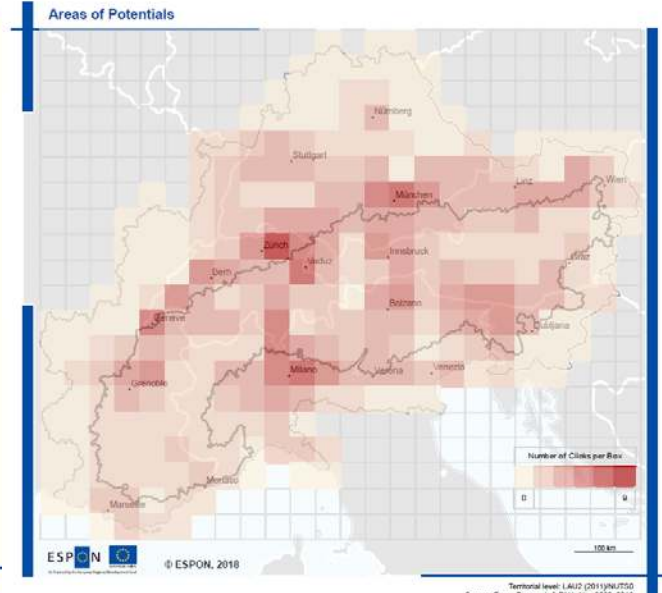 Areas of Potentials
Nürnberg
Stuttgart
Linz
Wien
München
Zürich
Vaduz
Innsbruck
Bern
Graz
Bolzano
Geneve
Ljubljana
Milano
Verona
Venezia
Grenoble
Monaco
Marseille
Number of Clicks per Box
0
9
100 km
ESPON
© ESPON, 2018
Territorial level: LAU2 (2011)/NUTS0